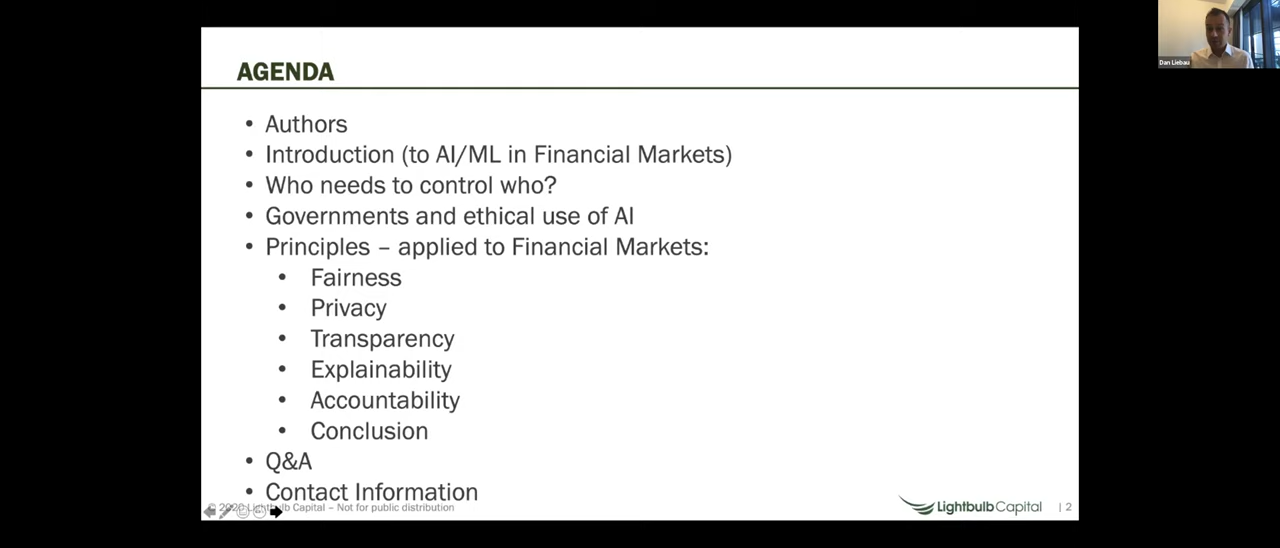 AGENDA
• Authors
• Introduction (to AI/ML in Financial Markets)
• Who needs to control who?
• Governments and ethical use of AI
• Principles – applied to Financial Markets:
• Fairness
• Privacy
• Transparency
• Explainability
• Accountability
• Conclusion
• Q&A
• Contact Information
© 2020 Lightbulb Capital – Not for public distribution
LightbulbCapital | 2
Dan Liebau